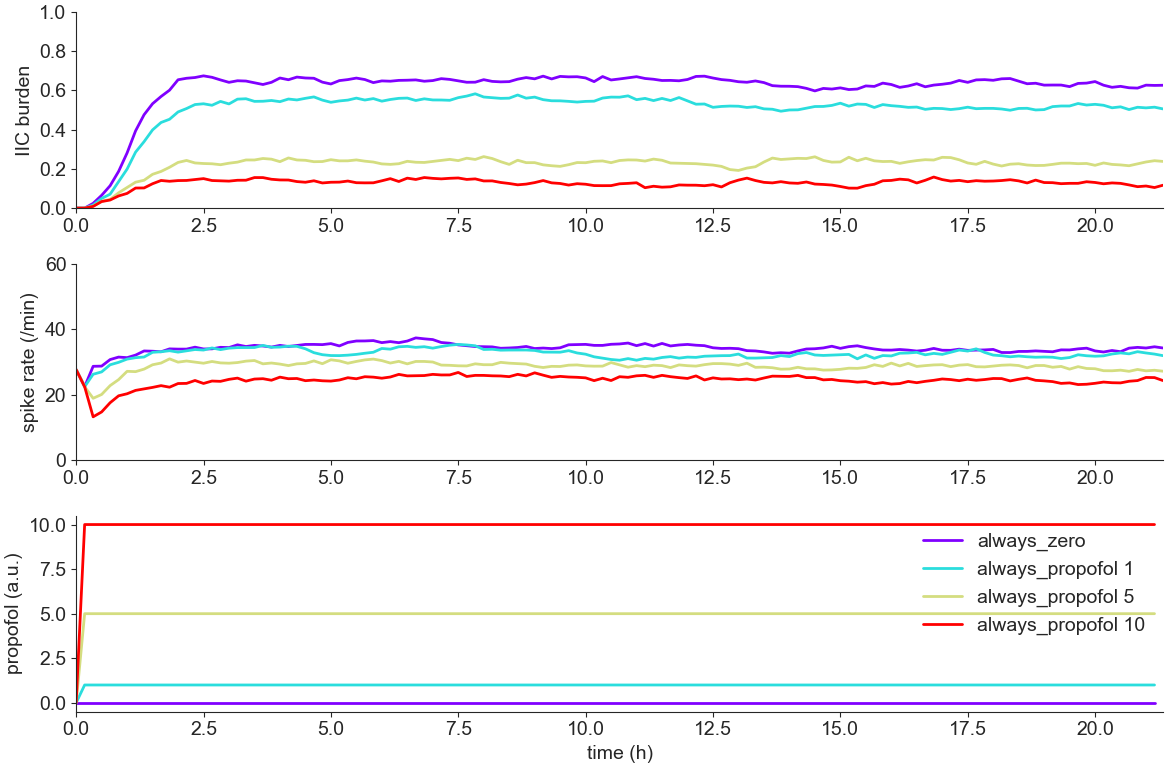 1.0
0.8
0.6
0.4
0.2
0.0
IIC burden
0.0 2.5 5.0 7.5 10.0 12.5 15.0 17.5 20.0
60
40
20
0
spike rate (/min)
0.0 2.5 5.0 7.5 10.0 12.5 15.0 17.5 20.0
10.0
7.5
5.0
2.5
0.0
propofol (a.u.)
always_zero
always_propofol 1
always_propofol 5
always_propofol 10
0.0 2.5 5.0 7.5 10.0 12.5 15.0 17.5 20.0
time (h)